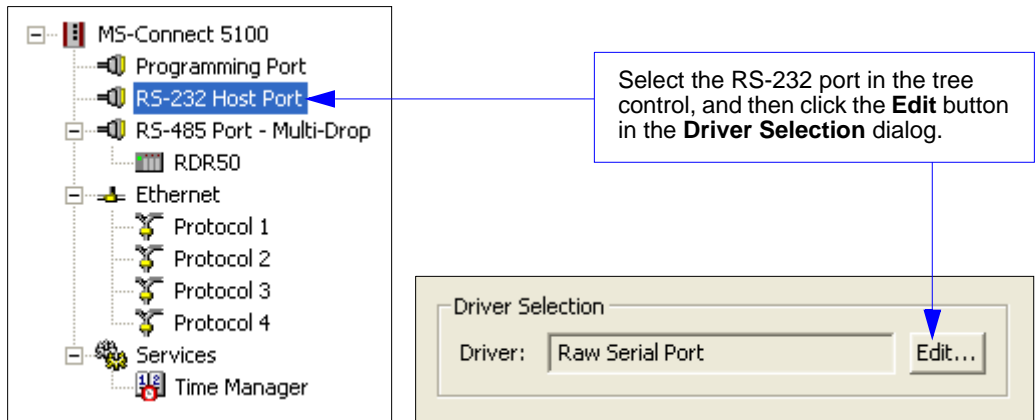 MS-Connect 5100
Programming Port
RS-232 Host Port
RS-485 Port - Multi-Drop
RDR50
Ethernet
Protocol 1
Protocol 2
Protocol 3
Protocol 4
Services
Time Manager
Select the RS-232 port in the tree
control, and then click the Edit button
in the Driver Selection dialog.
Driver Selection
Driver: Raw Serial Port Edit...